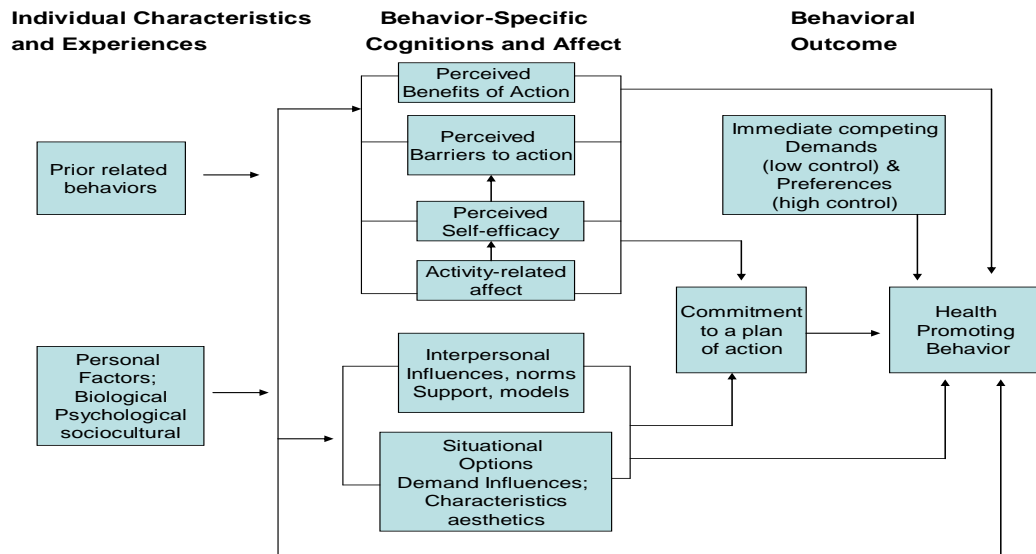 Individual Characteristics
and Experiences
Behavior-Specific
Cognitions and Affect
Behavioral
Outcome
Perceived
Benefits of Action
Perceived
Barriers to action
Perceived
Self-efficacy
Activity-related
affect
Prior related
behaviors
Personal
Factors;
Biological
Psychological
sociocultural
Interpersonal
Influences, norms
Support, models
Situational
Options
Demand Influences;
Characteristics
aesthetics
Immediate competing
Demands
(low control) &
Preferences
(high control)
Commitment
to a plan
of action
Health
Promoting
Behavior